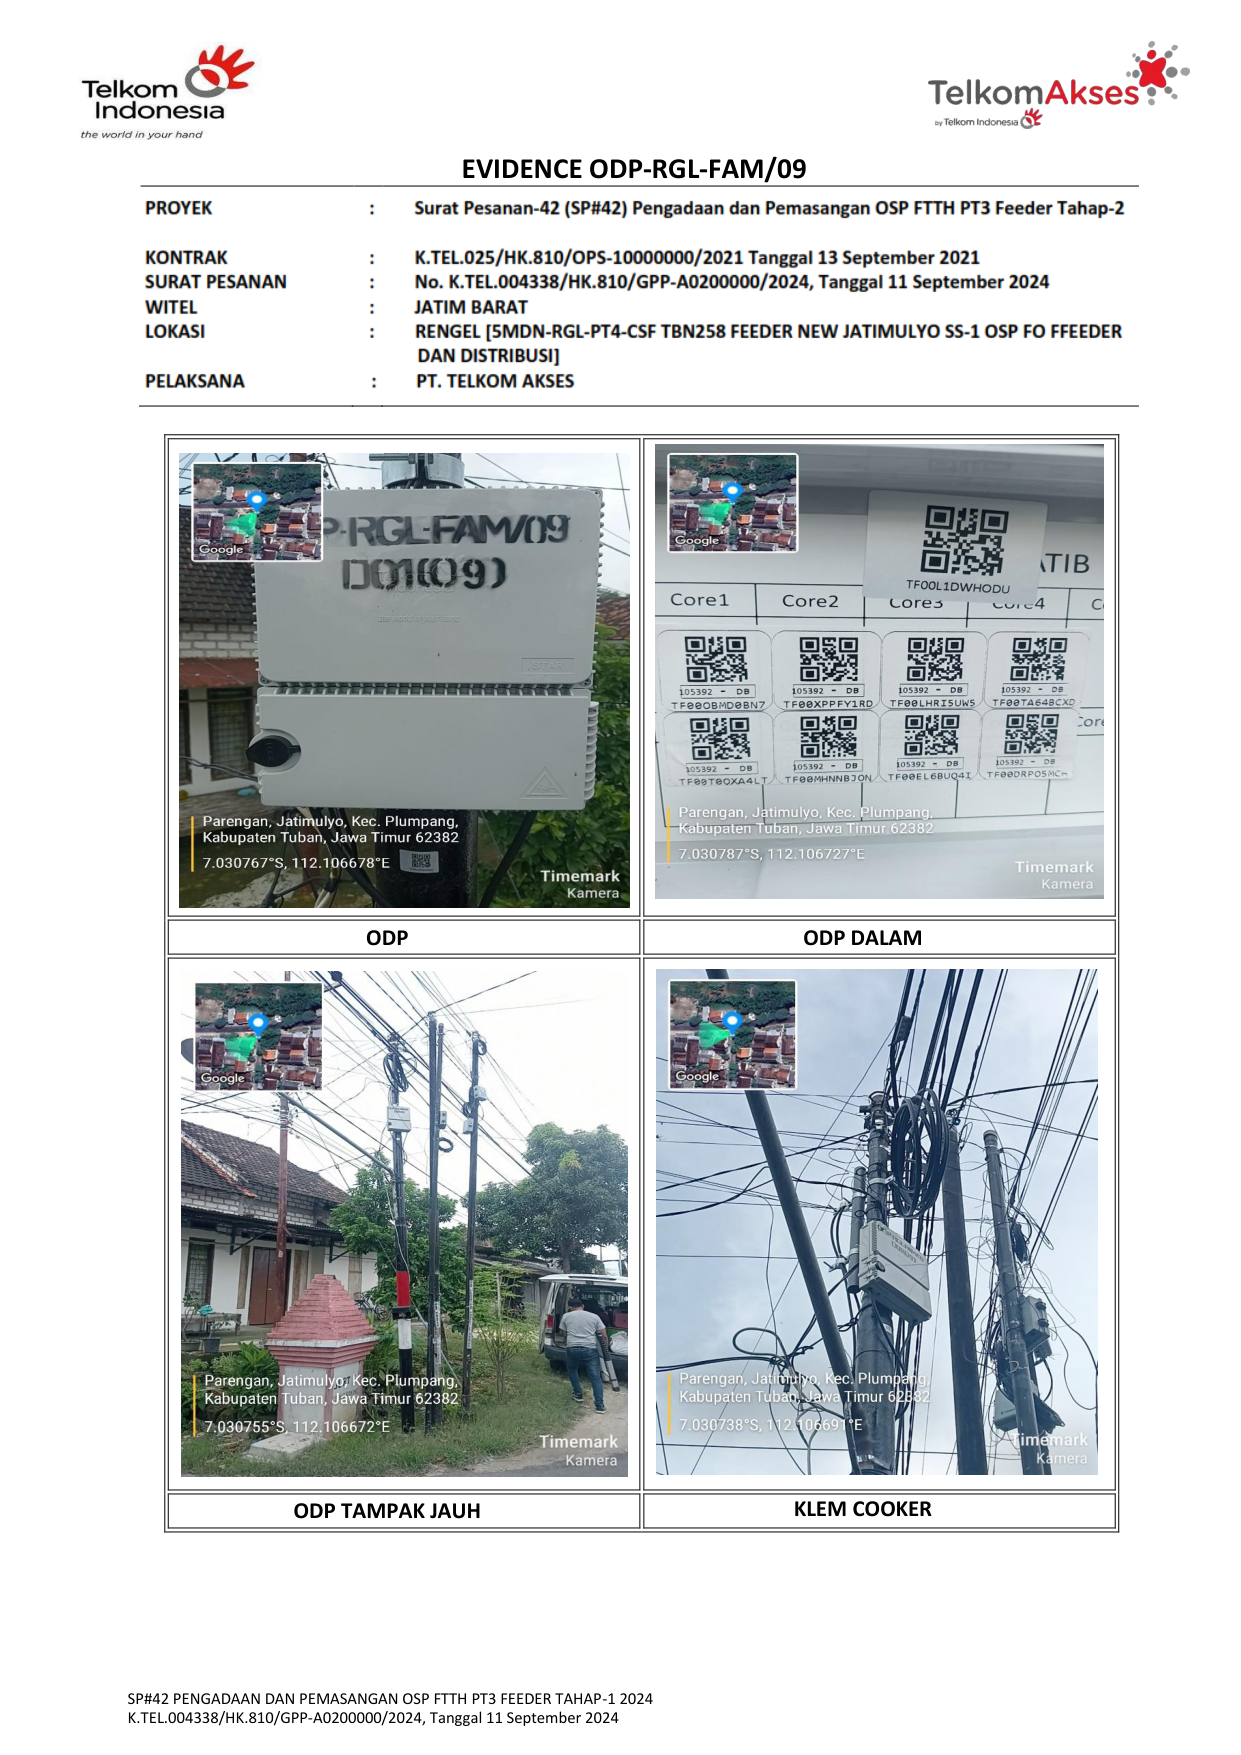 Telkom
Indonesia
the world in your hand
TelkomAkses
by Telkom Indonesia
EVIDENCE ODP-RGL-FAM/09
PROYEK : Surat Pesanan-42 (SP#42) Pengadaan dan Pemasangan OSP FTTH PT3 Feeder Tahap-2
KONTRAK : K.TEL.025/HK.810/OPS-10000000/2021 Tanggal 13 September 2021
SURAT PESANAN : No. K.TEL.004338/HK.810/GPP-A0200000/2024, Tanggal 11 September 2024
WITEL : JATIM BARAT
LOKASI : RENGEL [5MDN-RGL-PT4-CSF TBN258 FEEDER NEW JATIMULYO SS-1 OSP FO FFEEDER
DAN DISTRIBUSI]
PELAKSANA : PT. TELKOM AKSES
Google
P-RGL-FAM/09
D01(09)
Parengan, Jatimulyo, Kec. Plumpang,
Kabupaten Tuban, Jawa Timur 62382
7.030767°S, 112.106678°E
Timemark
Kamera
Google
TF00L1DWHODU
ATIB
Core1 Core2 Core3 Core4
105392 - DB 105392 - DB 105392 - DB 105392 - DB
TF00BMD0BN7 TF00XPPFY1RD TF00LHRI5UW5 TF00TA64BCXD
105392 - DB 105392 - DB 105392 - DB 105392 - DB
TF00T0QXA4LT TF00MHNNBJON TF00EL6BUQ4I TF00DRPO5MCH
Parengan, Jatimulyo, Kec. Plumpang,
Kabupaten Tuban, Jawa Timur 62382
7.030787°S, 112.106727°E
Timemark
Kamera
ODP
ODP DALAM
Google
Parengan, Jatimulyo, Kec. Plumpang,
Kabupaten Tuban, Jawa Timur 62382
7.030755°S, 112.106672°E
Timemark
Kamera
Google
Parengan, Jatimulyo, Kec. Plumpang,
Kabupaten Tuban, Jawa Timur 62382
7.030738°S, 112.106691°E
Timemark
Kamera
ODP TAMPAK JAUH
KLEM COOKER
SP#42 PENGADAAN DAN PEMASANGAN OSP FTTH PT3 FEEDER TAHAP-1 2024
K.TEL.004338/HK.810/GPP-A0200000/2024, Tanggal 11 September 2024